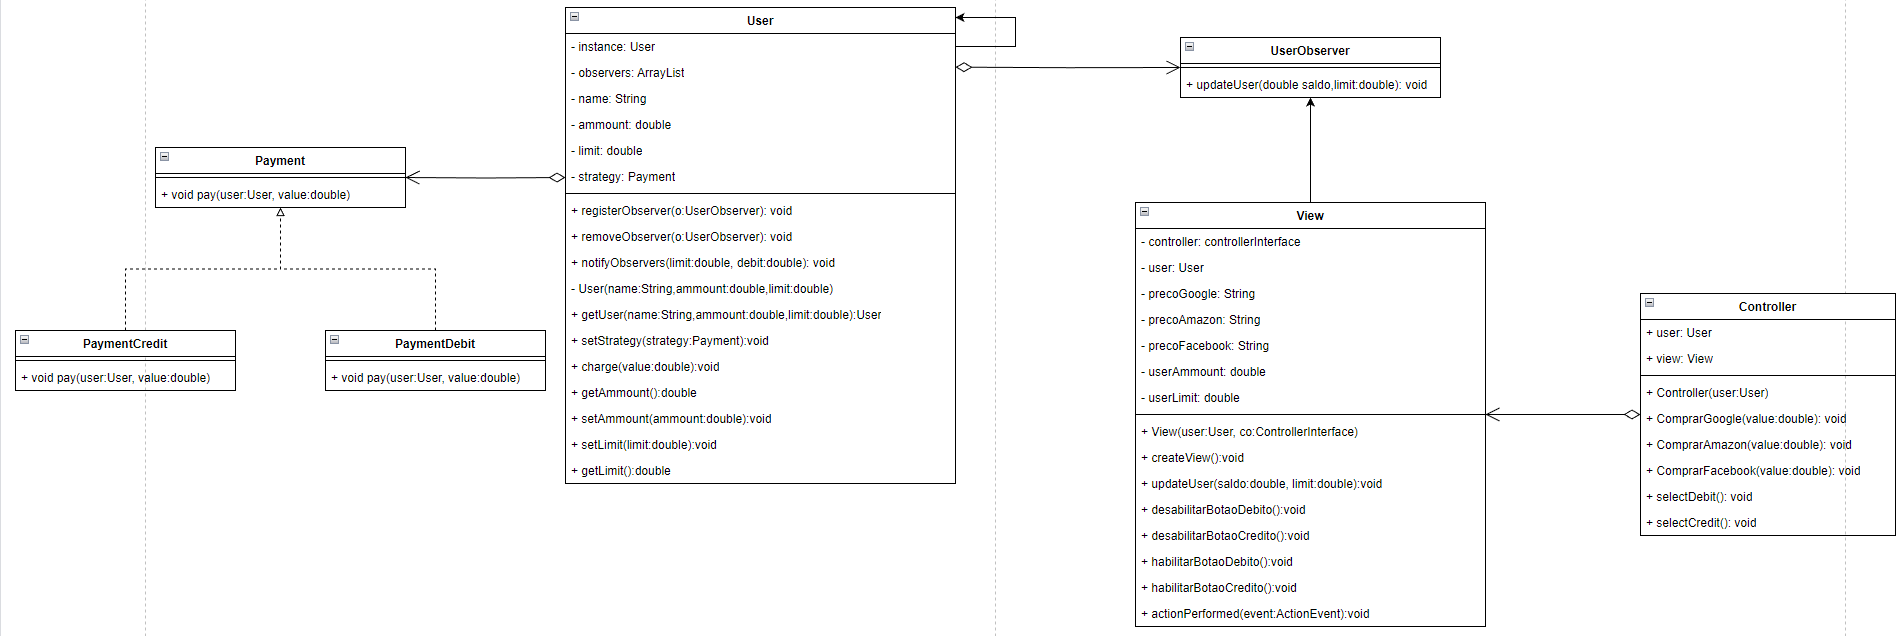 User
- instance: User
- observers: ArrayList
- name: String
- ammount: double
- limit: double
- strategy: Payment
+ registerObserver(o:UserObserver): void
+ removeObserver(o:UserObserver): void
+ notifyObservers(limit:double, debit:double): void
- User(name:String,ammount:double,limit:double)
+ getUser(name:String,ammount:double,limit:double):User
+ setStrategy(strategy:Payment):void
+ charge(value:double):void
+ getAmmount():double
+ setAmmount(ammount:double):void
+ setLimit(limit:double):void
+ getLimit():double
UserObserver
+ updateUser(double saldo,limit:double): void
Payment
+ void pay(user:User, value:double)
PaymentCredit
+ void pay(user:User, value:double)
PaymentDebit
+ void pay(user:User, value:double)
View
- controller: controllerInterface
- user: User
- precoGoogle: String
- precoAmazon: String
- precoFacebook: String
- userAmmount: double
- userLimit: double
+ View(user:User, co:ControllerInterface)
+ createView():void
+ updateUser(saldo:double, limit:double):void
+ desabilitarBotaoDebito():void
+ desabilitarBotaoCredito():void
+ habilitarBotaoDebito():void
+ habilitarBotaoCredito():void
+ actionPerformed(event:ActionEvent):void
Controller
+ user: User
+ view: View
+ Controller(user:User)
+ ComprarGoogle(value:double): void
+ ComprarAmazon(value:double): void
+ ComprarFacebook(value:double): void
+ selectDebit(): void
+ selectCredit(): void